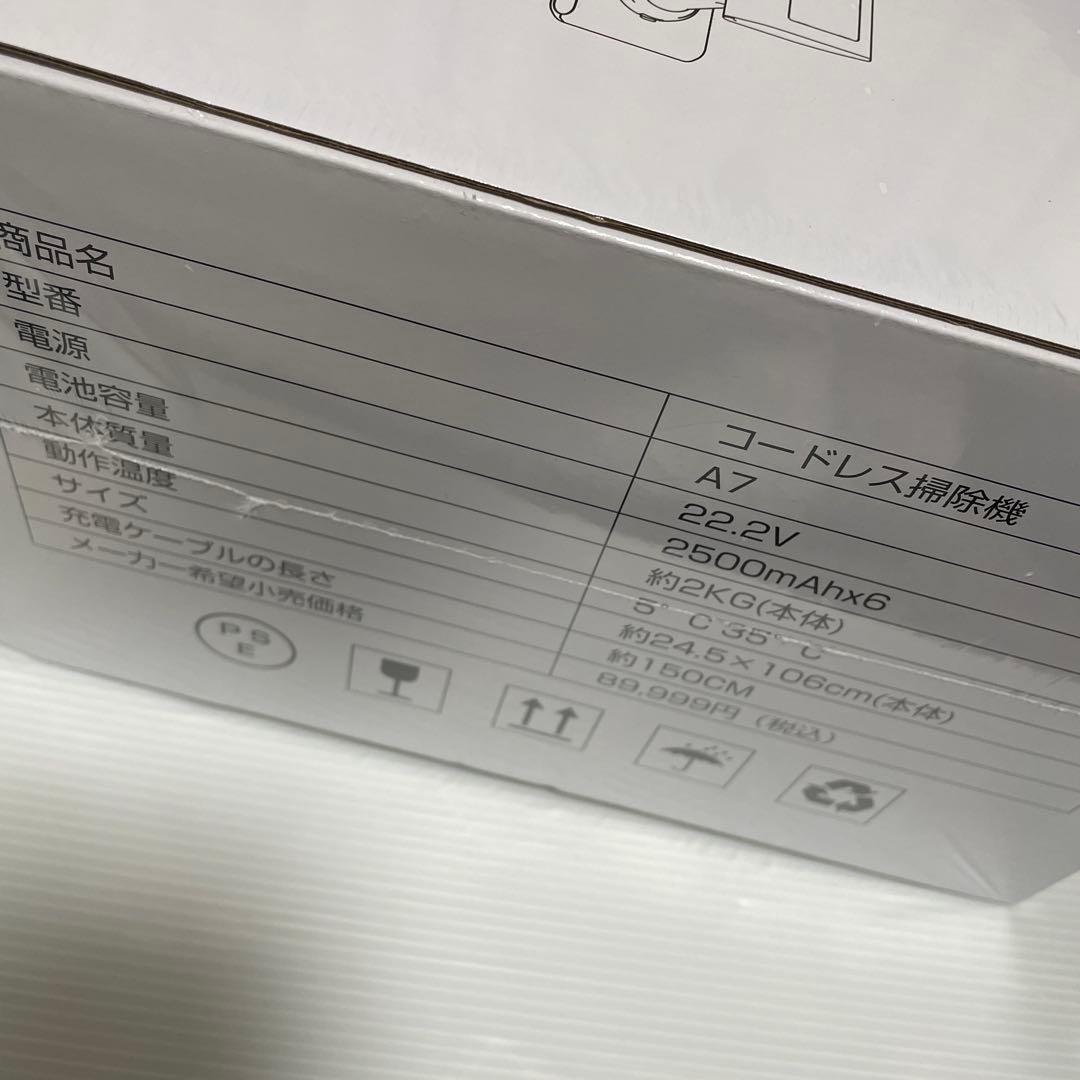 商品名 コードレス掃除機
型番 A7
電源 22.2V
電池容量 2500mAhx6
本体質量 約2KG(本体)
動作温度 5°C 35°C
サイズ 約24.5×106cm(本体)
充電ケーブルの長さ 約150CM
メーカー希望小売価格 89,999円 (税込)
PS
E